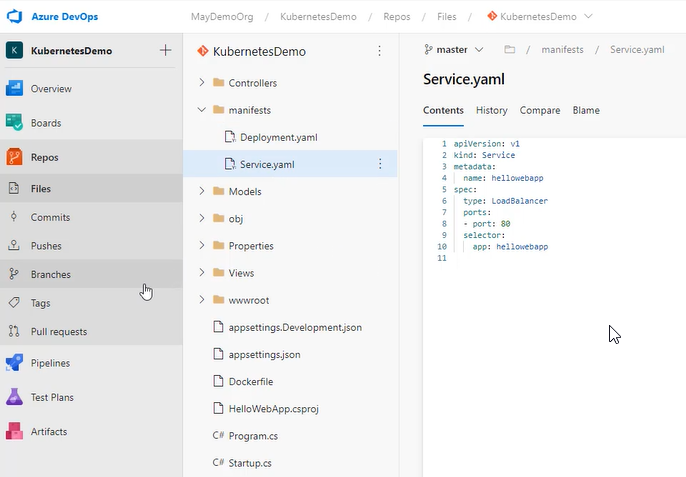 Azure DevOps
MayDemoOrg / KubernetesDemo / Repos / Files / KubernetesDemo
K KubernetesDemo +
Overview
Boards
Repos
Files
Commits
Pushes
Branches
Tags
Pull requests
Pipelines
Test Plans
Artifacts
KubernetesDemo
Controllers
manifests
Deployment.yaml
Service.yaml
Models
obj
Properties
Views
wwwroot
appsettings.Development.json
appsettings.json
Dockerfile
HelloWebApp.csproj
C# Program.cs
C# Startup.cs
master / manifests / Service.yaml
Service.yaml
Contents History Compare Blame
1 apiVersion: v1
2 kind: Service
3 metadata:
4 name: hellowebapp
5 spec:
6 type: LoadBalancer
7 ports:
8 - port: 80
9 selector:
10 app: hellowebapp
11